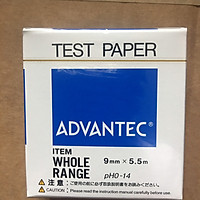 TEST PAPER
ADVANTEC®
ITEM
WHOLE RANGE
9mm × 5.5m
pH0-14
⚠注意：ご使用の前に必ず取扱説明書をお読みください。
⚠CAUTION：Please read the instruction manual carefully before use.